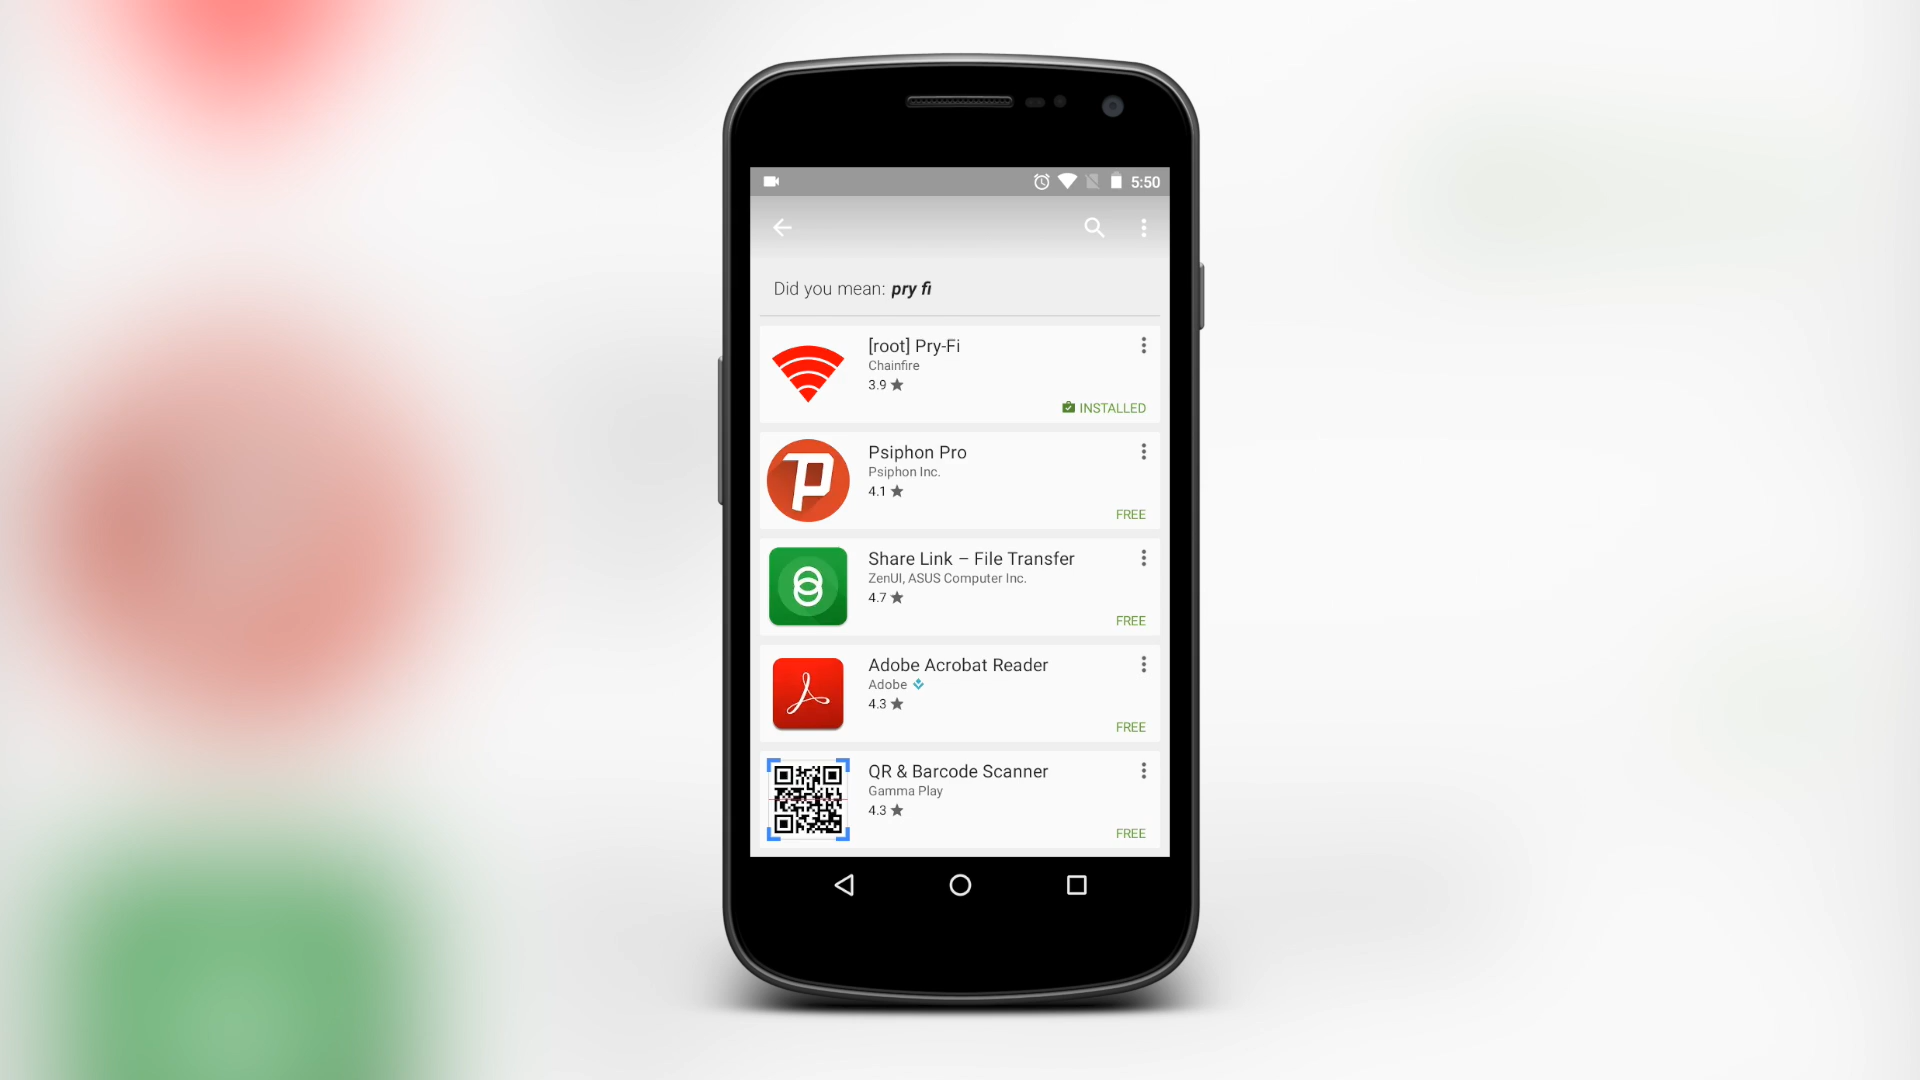 5:50
Did you mean: pry fi
[root] Pry-Fi
Chainfire
3.9
INSTALLED
Psiphon Pro
Psiphon Inc.
4.1
FREE
Share Link – File Transfer
ZenUI, ASUS Computer Inc.
4.7
FREE
Adobe Acrobat Reader
Adobe
4.3
FREE
QR & Barcode Scanner
Gamma Play
4.3
FREE